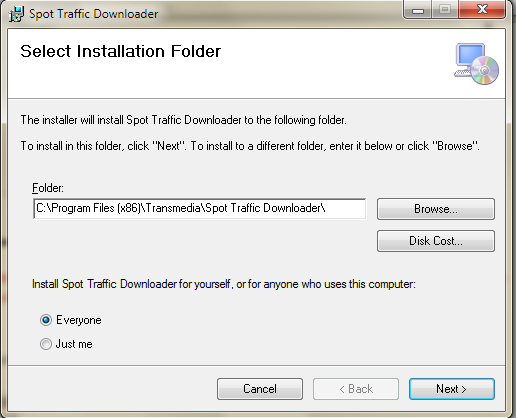 Spot Traffic Downloader
Select Installation Folder
The installer will install Spot Traffic Downloader to the following folder.
To install in this folder, click "Next". To install to a different folder, enter it below or click "Browse".
Folder:
C:\Program Files (x86)\Transmedia\Spot Traffic Downloader\
Browse...
Disk Cost...
Install Spot Traffic Downloader for yourself, or for anyone who uses this computer:
Everyone
Just me
Cancel
< Back
Next >